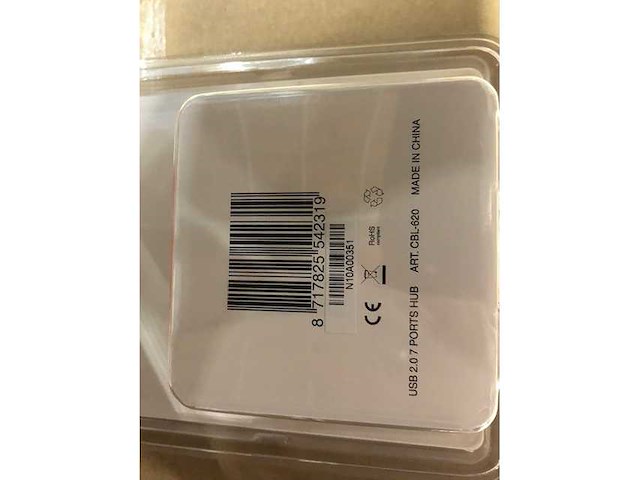 8 717825 542319
N10A00351
CE
RoHS
compliant
USB 2.0 7 PORTS HUB ART. CBL-620 MADE IN CHINA